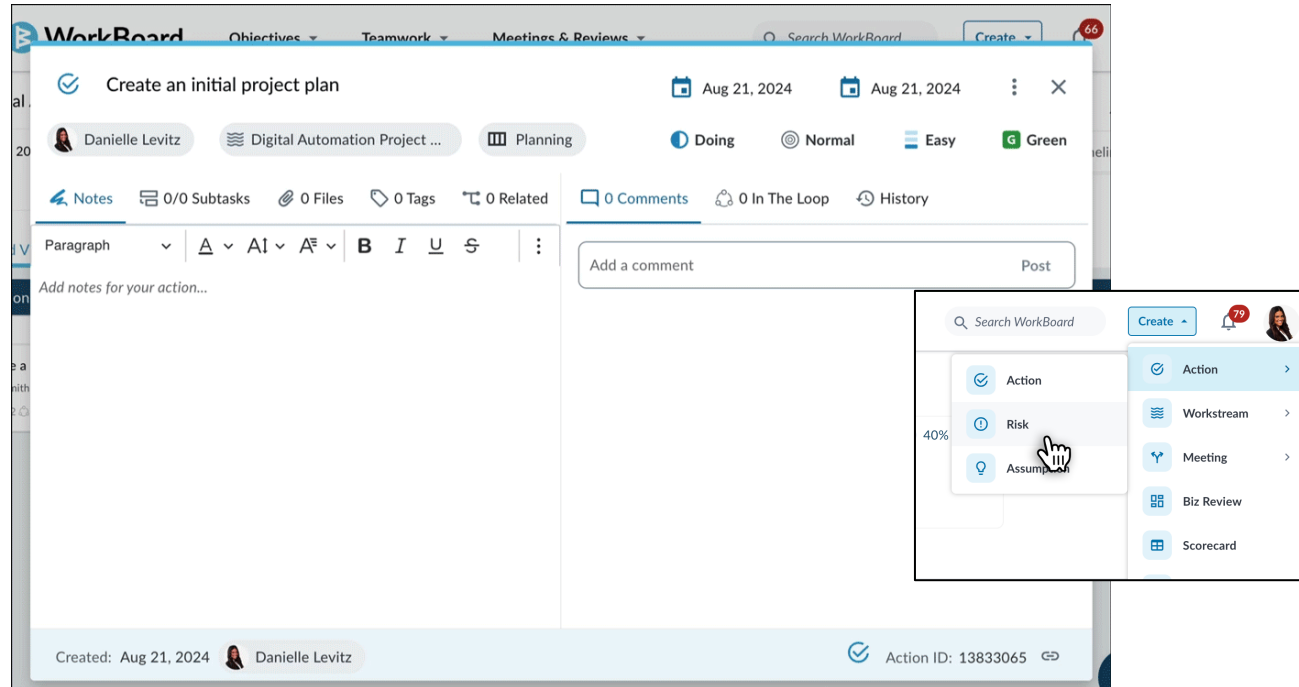 WorkBoard
Objectives
Teamwork
Meetings & Reviews
Search WorkBoard
Create
66
al
20
Create an initial project plan
Aug 21, 2024
Aug 21, 2024
Danielle Levitz
Digital Automation Project ...
Planning
Doing
Normal
Easy
G Green
Notes
0/0 Subtasks
0 Files
0 Tags
0 Related
0 Comments
0 In The Loop
History
Paragraph
A
A
A
B I U S
Add a comment
Post
Add notes for your action...
on
Search WorkBoard
Create
79
Action
Risk
Assumption
40%
Action
Workstream
Meeting
Biz Review
Scorecard
Created: Aug 21, 2024
Danielle Levitz
Action ID: 13833065